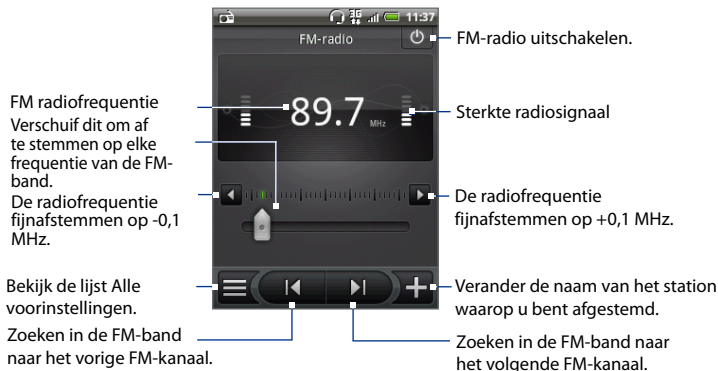 11:37
FM-radio
FM-radio uitschakelen.
FM radiofrequentie
89.7 MHz
Sterkte radiosignaal
Verschuif dit om af
te stemmen op elke
frequentie van de FM-
band.
De radiofrequentie
fijnafstemmen op -0,1
MHz.
De radiofrequentie
fijnafstemmen op +0,1 MHz.
Bekijk de lijst Alle
voorinstellingen.
Verander de naam van het station
waarop u bent afgestemd.
Zoeken in de FM-band
naar het vorige FM-kanaal.
Zoeken in de FM-band naar
het volgende FM-kanaal.